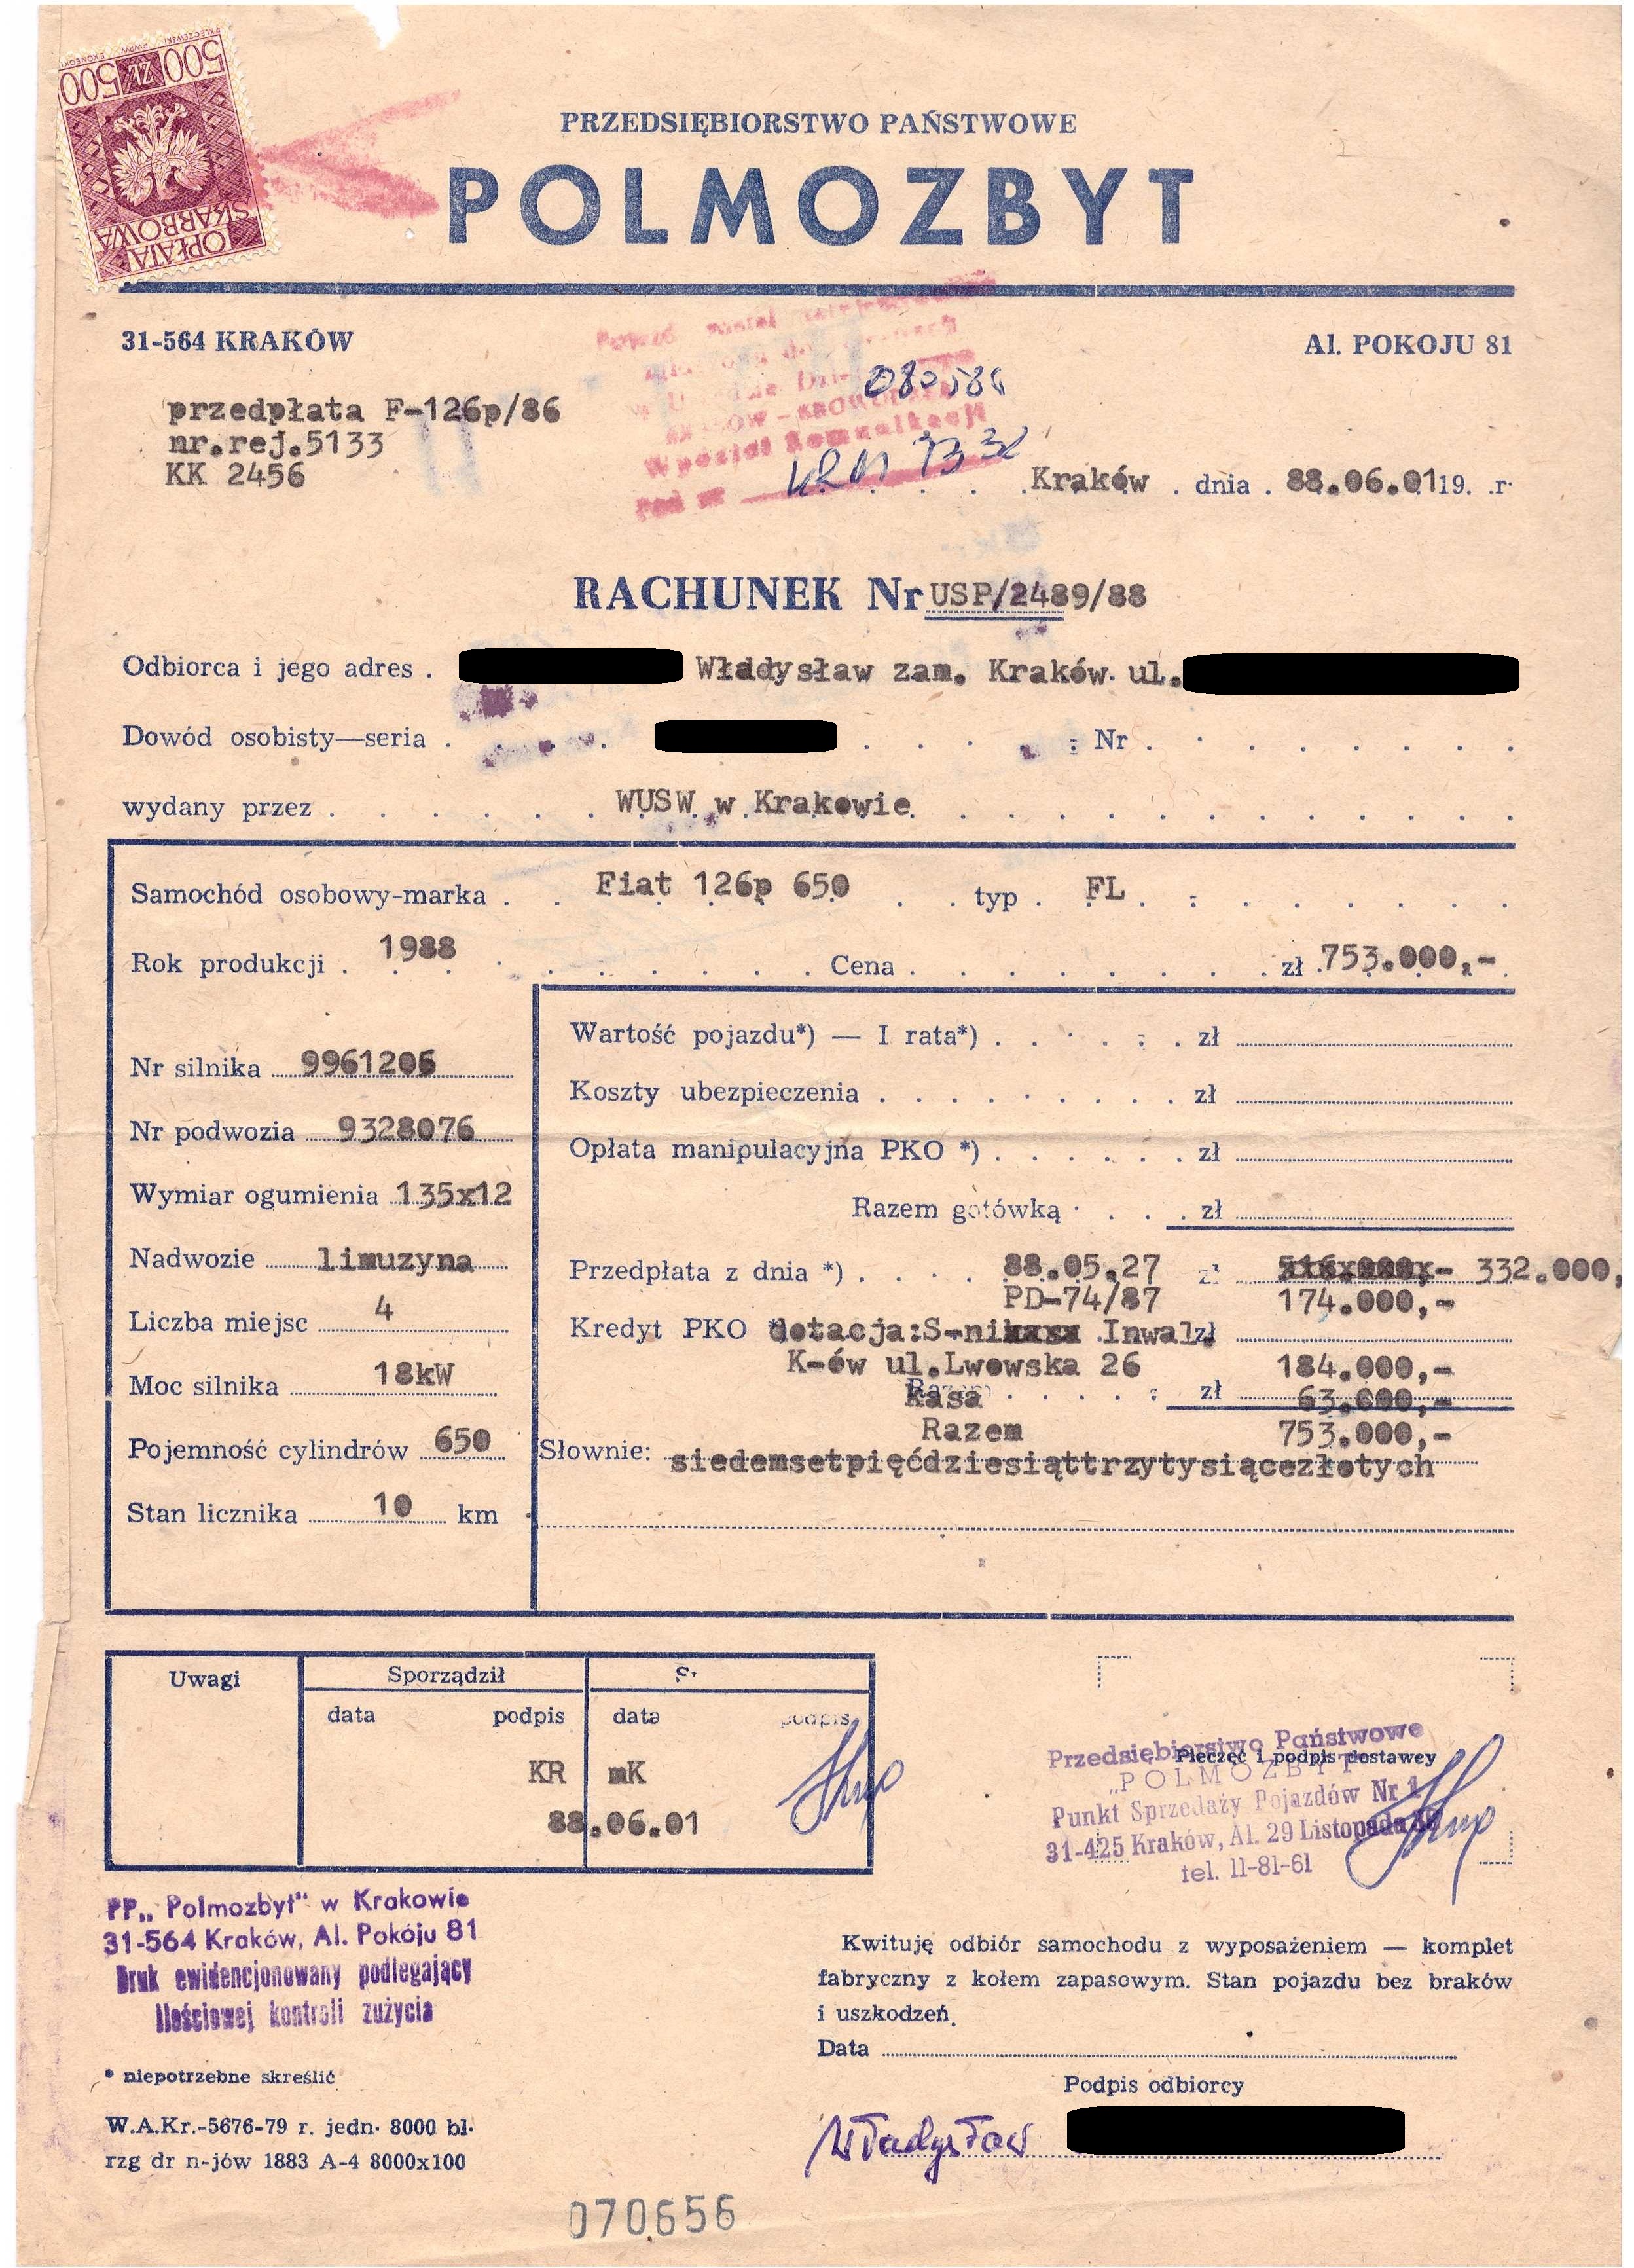 500 ZŁ 500
OPŁATA
SKARBOWA
PRZEDSIĘBIORSTWO PAŃSTWOWE
POLMOZBYT
31-564 KRAKÓW
Al. POKOJU 81
przedpłata F-126p/86
nr.rej.5133
KK 2456
Kraków dnia 88.06.01 19. .r.
RACHUNEK Nr USP/2489/88
Odbiorca i jego adres . Władysław zam. Kraków ul.
Dowód osobisty—seria . . . . . . . Nr . . . . . . . .
wydany przez . . . . . . WUSW w Krakowie . . . . . . . . . . . .
Samochód osobowy-marka . . Fiat 126p 650 . . typ . FL . . . . . . . .
Rok produkcji . 1988 . . . . . . . . Cena . . . . . . . . zł 753.000,-
Nr silnika 9961205
Nr podwozia 9328076
Wymiar ogumienia 135x12
Nadwozie limuzyna
Liczba miejsc 4
Moc silnika 18kW
Pojemność cylindrów 650
Stan licznika 10 km
Wartość pojazdu*) — I rata*) . . . . . zł
Koszty ubezpieczenia . . . . . . . . . zł
Opłata manipulacyjna PKO *) . . . . . . zł
Razem gotówką . . . . zł
Przedpłata z dnia *) . . . . 88.05.27 zł 516x000x- 332.000,
PD-74/87 174.000,-
Kredyt PKO dotacja:S-nixxxx Inwal. zł
K-ów ul.Lwowska 26 184.000,-
Razem kasa . . . . . zł 63.000,-
Razem 753.000,-
Słownie: siedemsetpięćdziesiąttrzytysiącezłotych
Uwagi
Sporządził
data podpis
data podpis
KR mK
88.06.01
Pieczęć i podpis dostawcy
Przedsiębiorstwo Państwowe
„POLMOZBYT"
Punkt Sprzedaży Pojazdów Nr 1
31-425 Kraków, Al. 29 Listopada
tel. 11-81-61
PP„ Polmozbyt" w Krakowie
31-564 Kraków, Al. Pokóju 81
Druk ewidencjonowany podlegający
ilościowej kontroli zużycia
Kwituję odbiór samochodu z wyposażeniem — komplet
fabryczny z kołem zapasowym. Stan pojazdu bez braków
i uszkodzeń.
Data
Podpis odbiorcy
Władysław
* niepotrzebne skreślić
W.A.Kr.-5676-79 r. jedn. 8000 bl.
rzg dr n-jów 1883 A-4 8000x100
070656